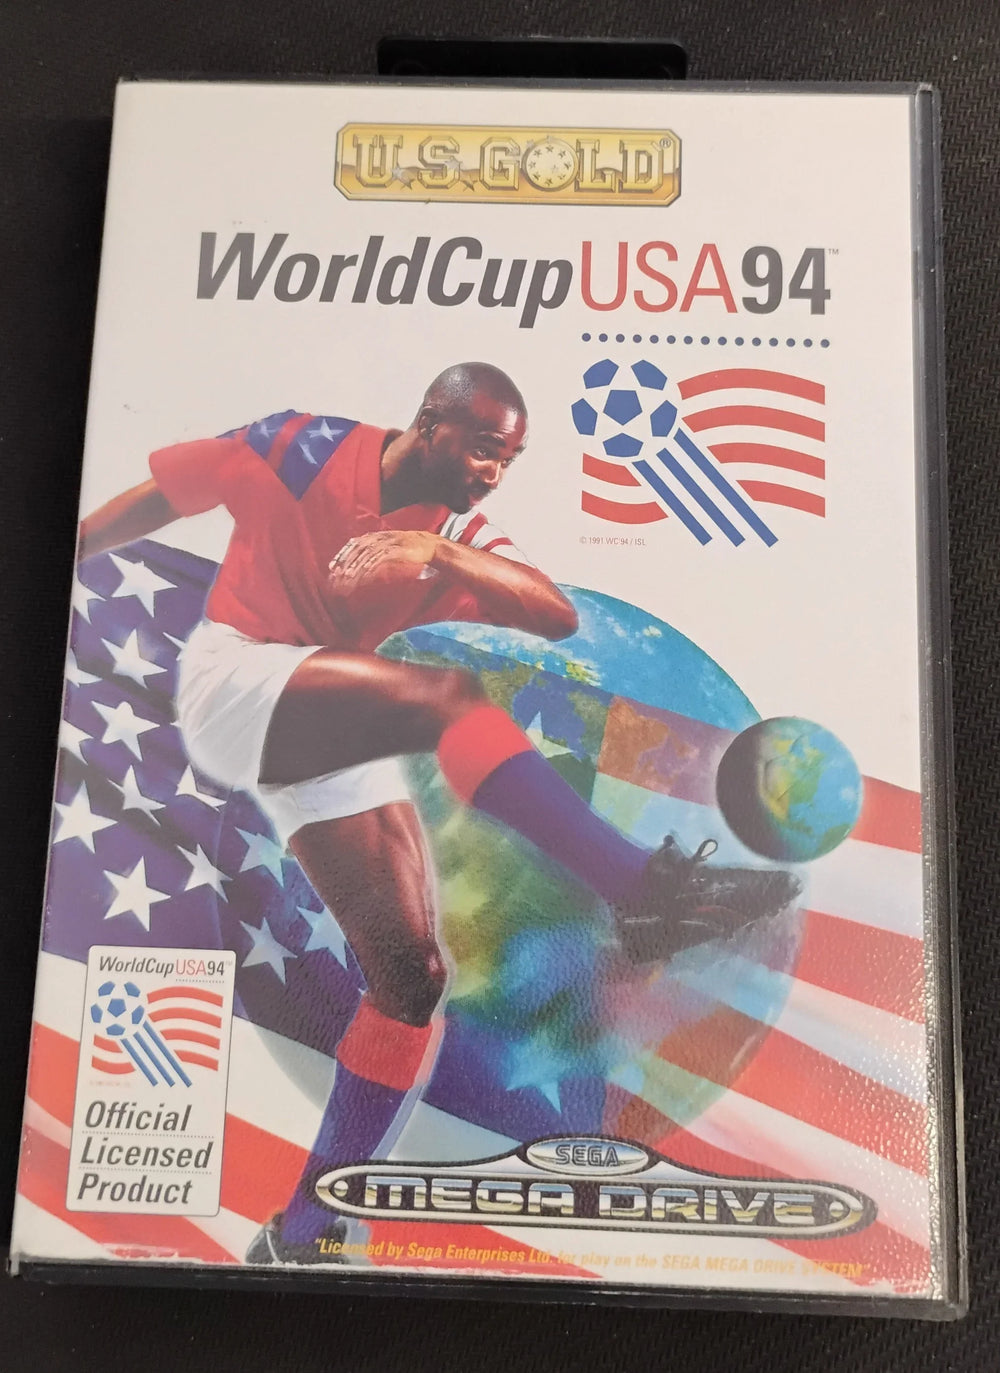 U.S.GOLD®
WorldCupUSA94™
© 1991 WC'94 / ISL
WorldCupUSA94™
Official
Licensed
Product
SEGA
MEGA DRIVE
"Licensed by Sega Enterprises Ltd. for play on the SEGA MEGA DRIVE SYSTEM"